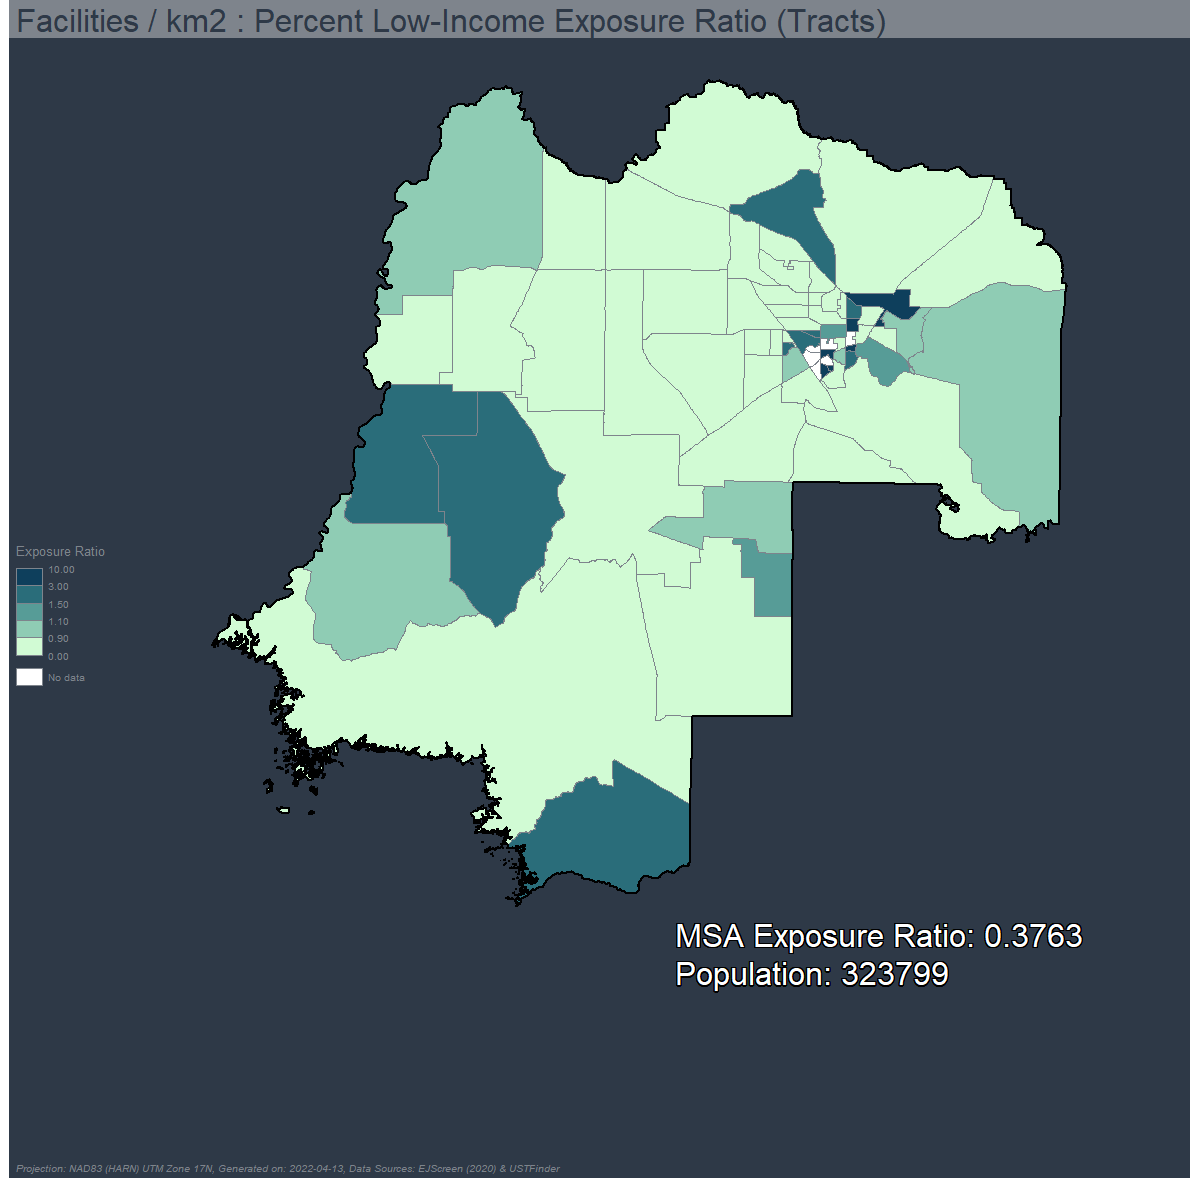 Facilities / km2 : Percent Low-Income Exposure Ratio (Tracts)
Exposure Ratio
10.00
3.00
1.50
1.10
0.90
0.00
No data
MSA Exposure Ratio: 0.3763
Population: 323799
Projection: NAD83 (HARN) UTM Zone 17N, Generated on: 2022-04-13, Data Sources: EJScreen (2020) & USTFinder